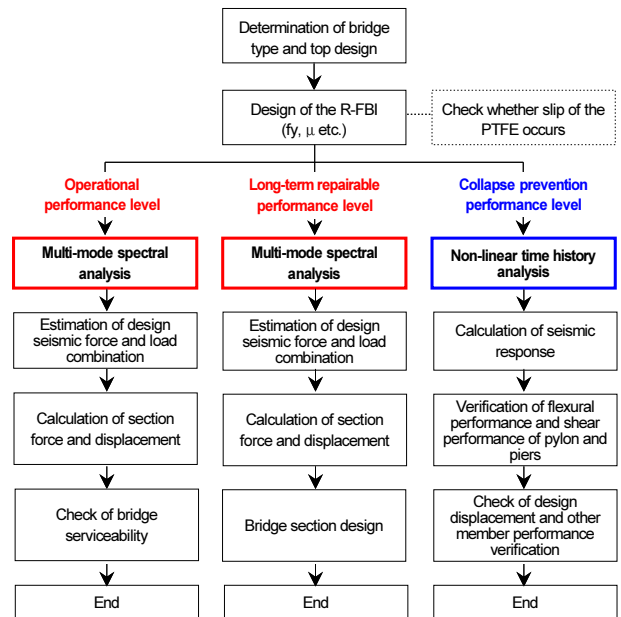 Determination of bridge
type and top design
Design of the R-FBI
(fy, μ etc.)
Check whether slip of the
PTFE occurs
Operational
performance level
Long-term repairable
performance level
Collapse prevention
performance level
Multi-mode spectral
analysis
Multi-mode spectral
analysis
Non-linear time history
analysis
Estimation of design
seismic force and load
combination
Estimation of design
seismic force and load
combination
Calculation of seismic
response
Calculation of section
force and displacement
Calculation of section
force and displacement
Verification of flexural
performance and shear
performance of pylon and
piers
Check of bridge
serviceability
Bridge section design
Check of design
displacement and other
member performance
verification
End
End
End